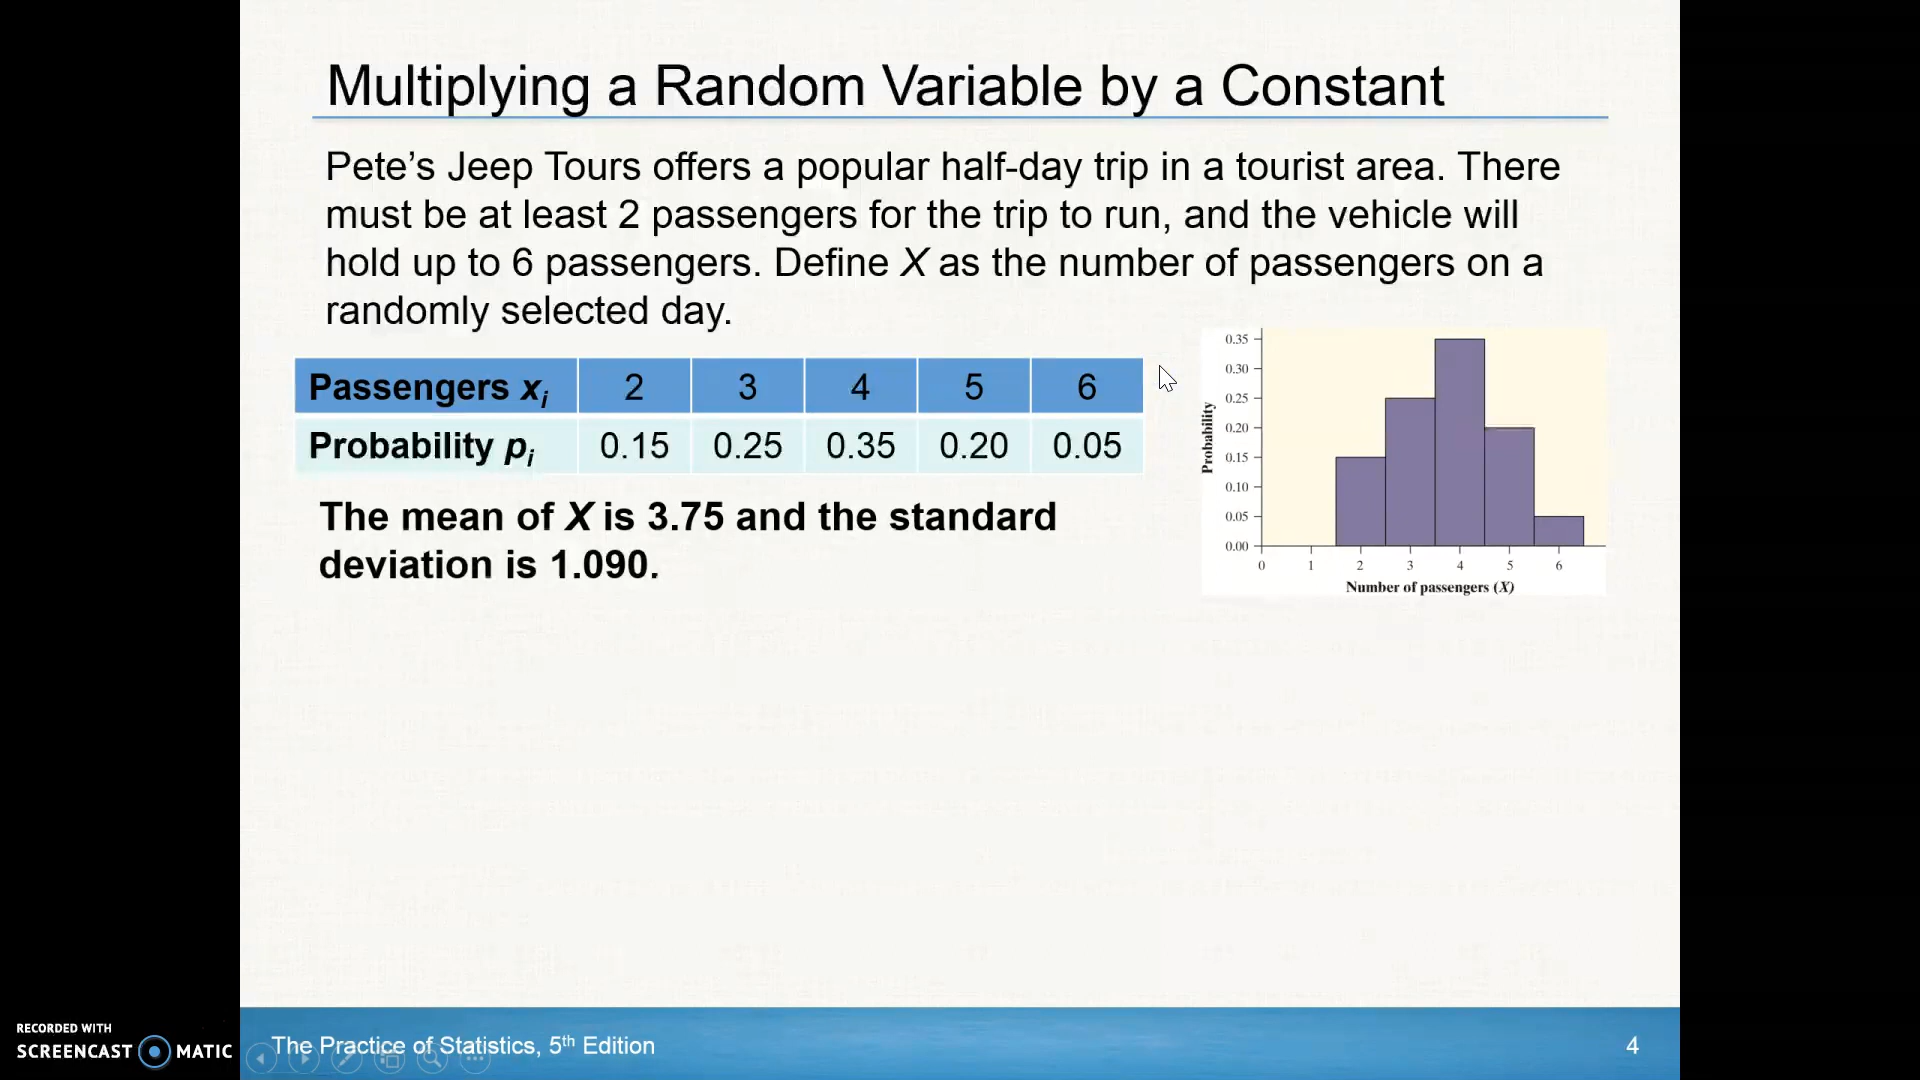 Multiplying a Random Variable by a Constant
Pete’s Jeep Tours offers a popular half-day trip in a tourist area. There
must be at least 2 passengers for the trip to run, and the vehicle will
hold up to 6 passengers. Define X as the number of passengers on a
randomly selected day.
Passengers xi 2 3 4 5 6
Probability pi 0.15 0.25 0.35 0.20 0.05
The mean of X is 3.75 and the standard
deviation is 1.090.
Probability
0.35
0.30
0.25
0.20
0.15
0.10
0.05
0.00
0 1 2 3 4 5 6
Number of passengers (X)
RECORDED WITH
SCREENCAST MATIC
The Practice of Statistics, 5th Edition
4